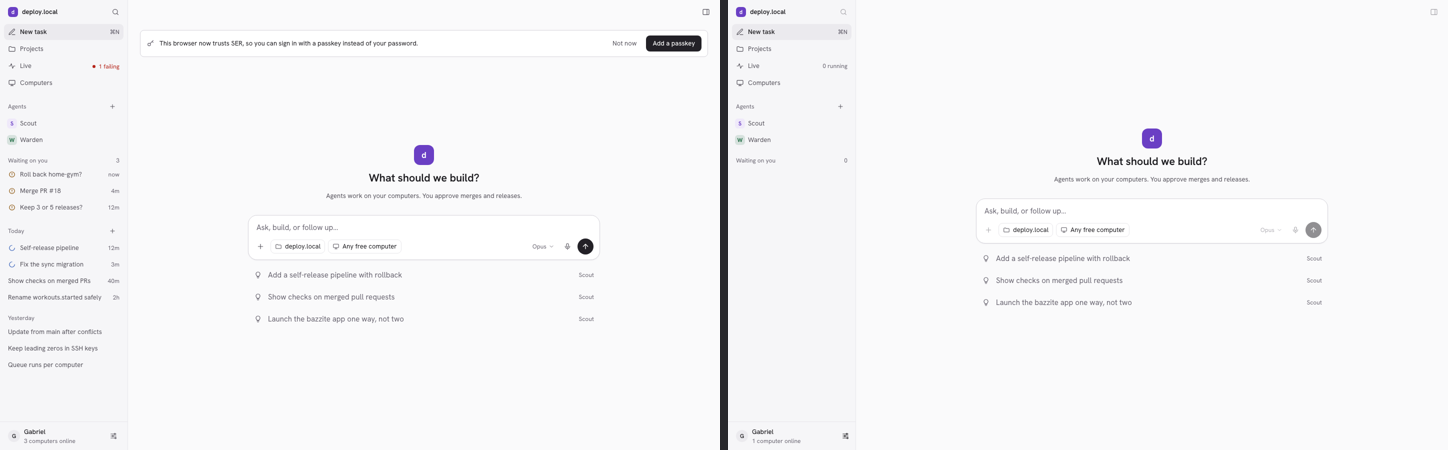 d deploy.local
New task ⌘N
Projects
Live 1 failing
Computers
Agents
S Scout
W Warden
Waiting on you 3
Roll back home-gym? now
Merge PR #18 4m
Keep 3 or 5 releases? 12m
Today
Self-release pipeline 12m
Fix the sync migration 3m
Show checks on merged PRs 40m
Rename workouts.started safely 2h
Yesterday
Update from main after conflicts
Keep leading zeros in SSH keys
Queue runs per computer
G Gabriel
3 computers online
This browser now trusts SER, so you can sign in with a passkey instead of your password. Not now Add a passkey
d
What should we build?
Agents work on your computers. You approve merges and releases.
Ask, build, or follow up...
deploy.local Any free computer Opus
Add a self-release pipeline with rollback Scout
Show checks on merged pull requests Scout
Launch the bazzite app one way, not two Scout
d deploy.local
New task ⌘N
Projects
Live 0 running
Computers
Agents
S Scout
W Warden
Waiting on you 0
G Gabriel
1 computer online
d
What should we build?
Agents work on your computers. You approve merges and releases.
Ask, build, or follow up...
deploy.local Any free computer Opus
Add a self-release pipeline with rollback Scout
Show checks on merged pull requests Scout
Launch the bazzite app one way, not two Scout